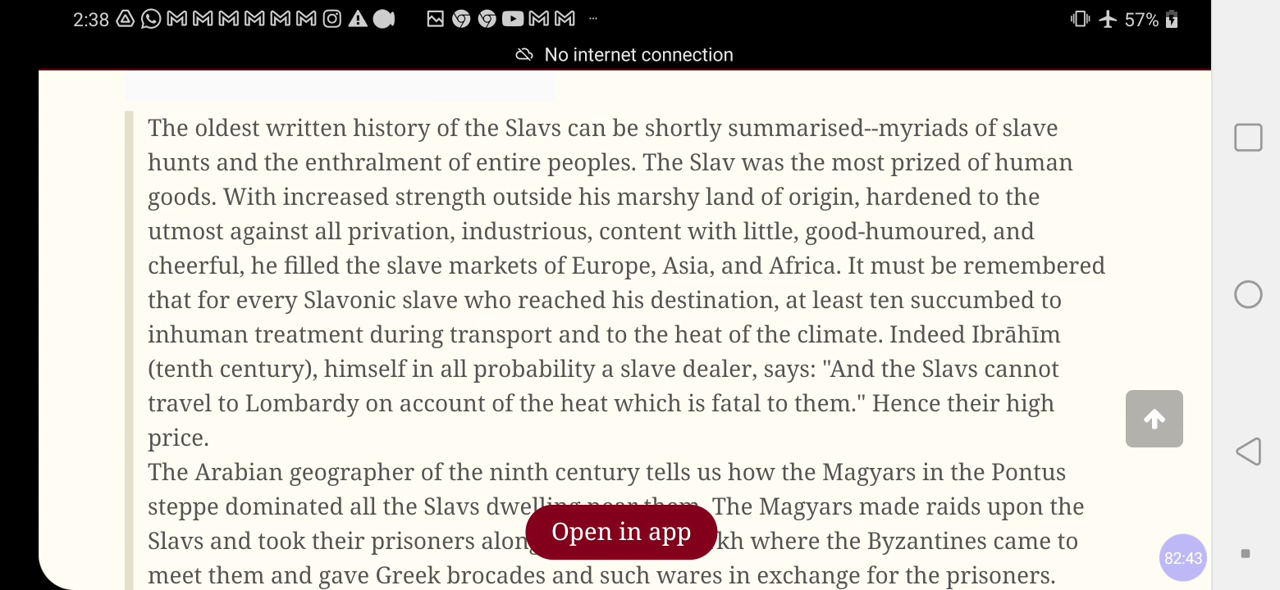 2:38
57%
No internet connection
The oldest written history of the Slavs can be shortly summarised--myriads of slave
hunts and the enthralment of entire peoples. The Slav was the most prized of human
goods. With increased strength outside his marshy land of origin, hardened to the
utmost against all privation, industrious, content with little, good-humoured, and
cheerful, he filled the slave markets of Europe, Asia, and Africa. It must be remembered
that for every Slavonic slave who reached his destination, at least ten succumbed to
inhuman treatment during transport and to the heat of the climate. Indeed Ibrāhīm
(tenth century), himself in all probability a slave dealer, says: "And the Slavs cannot
travel to Lombardy on account of the heat which is fatal to them." Hence their high
price.
The Arabian geographer of the ninth century tells us how the Magyars in the Pontus
steppe dominated all the Slavs dwelling near them. The Magyars made raids upon the
Slavs and took their prisoners where the Byzantines came to
Open in app
meet them and gave Greek brocades and such wares in exchange for the prisoners.
82:43